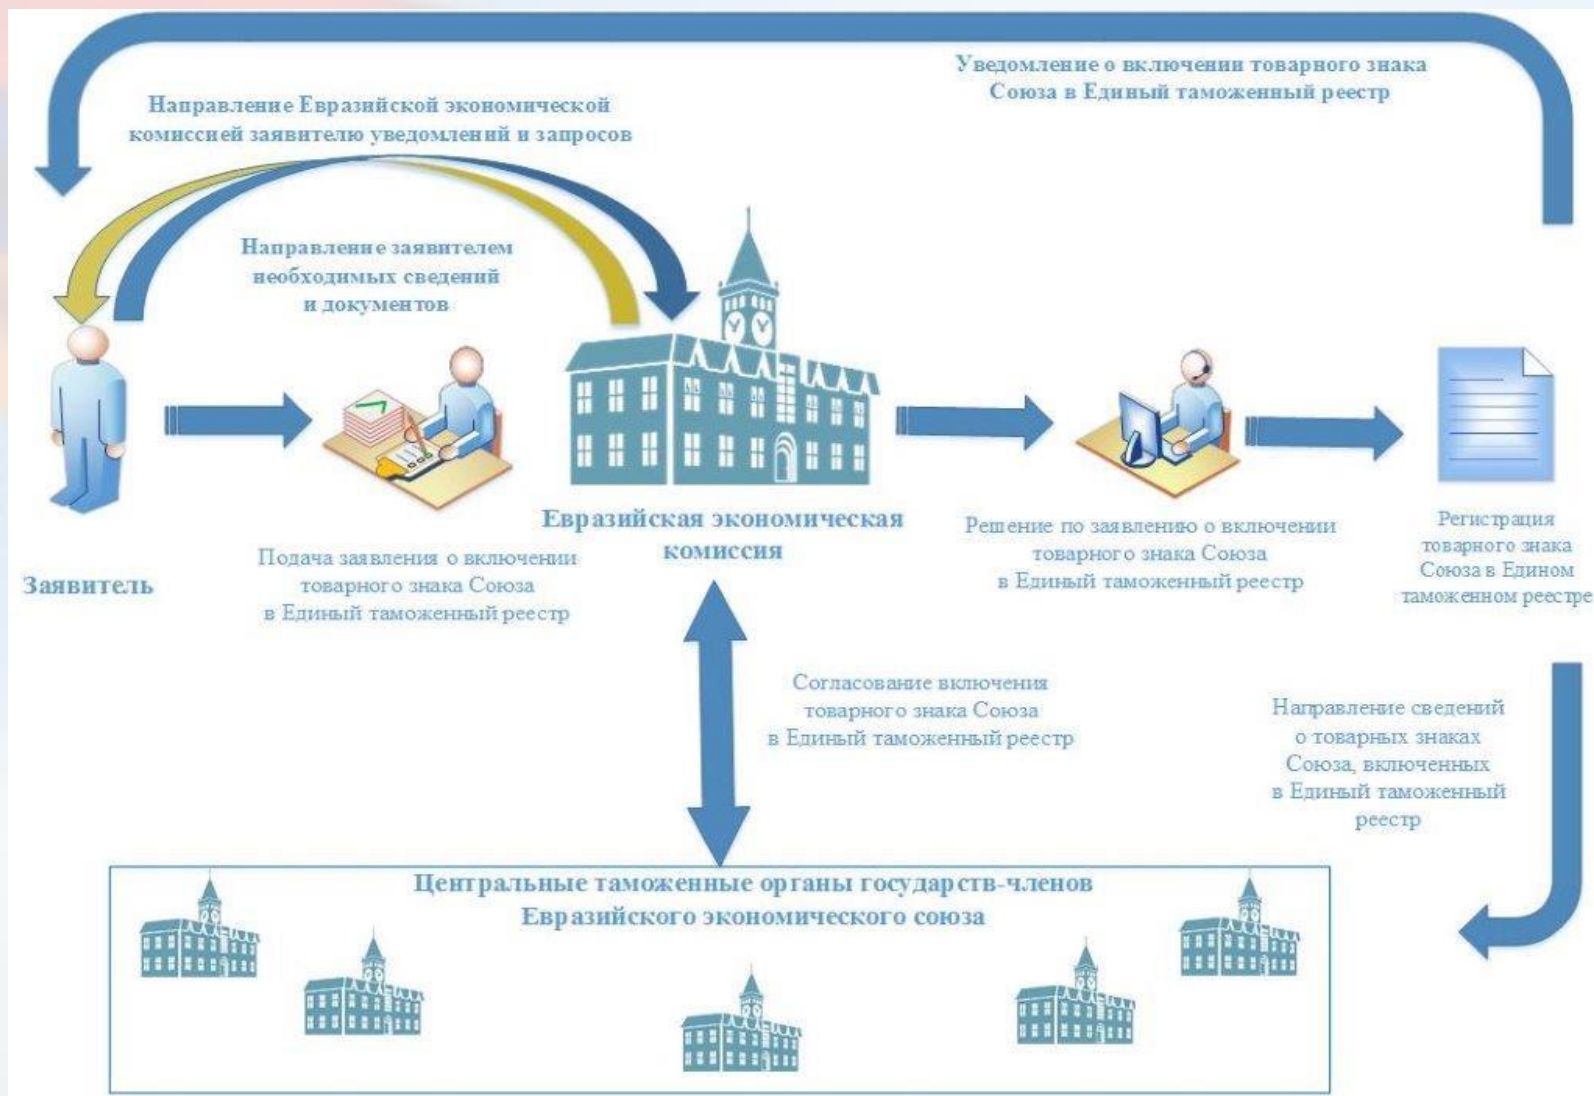 Уведомление о включении товарного знака
Союза в Единый таможенный реестр
Направление Евразийской экономической
комиссией заявителю уведомлений и запросов
Направление заявителем
необходимых сведений
и документов
Заявитель
Подача заявления о включении
товарного знака Союза
в Единый таможенный реестр
Евразийская экономическая
комиссия
Решение по заявлению о включении
товарного знака Союза
в Единый таможенный реестр
Регистрация
товарного знака
Союза в Едином
таможенном реестре
Согласование включения
товарного знака Союза
в Единый таможенный реестр
Направление сведений
о товарных знаках
Союза, включенных
в Единый таможенный
реестр
Центральные таможенные органы государств-членов
Евразийского экономического союза